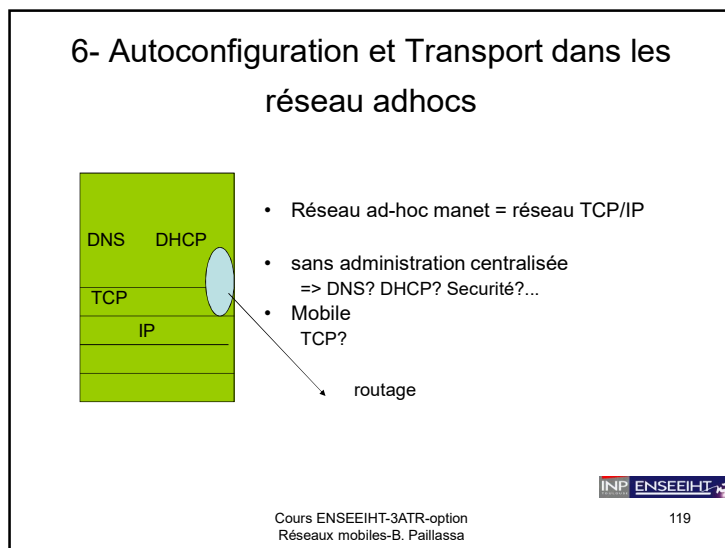 6- Autoconfiguration et Transport dans les
réseau adhocs
DNS DHCP
TCP
IP
• Réseau ad-hoc manet = réseau TCP/IP
• sans administration centralisée
=> DNS? DHCP? Securité?...
• Mobile
TCP?
routage
INP ENSEEIHT
Cours ENSEEIHT-3ATR-option
Réseaux mobiles-B. Paillassa
119